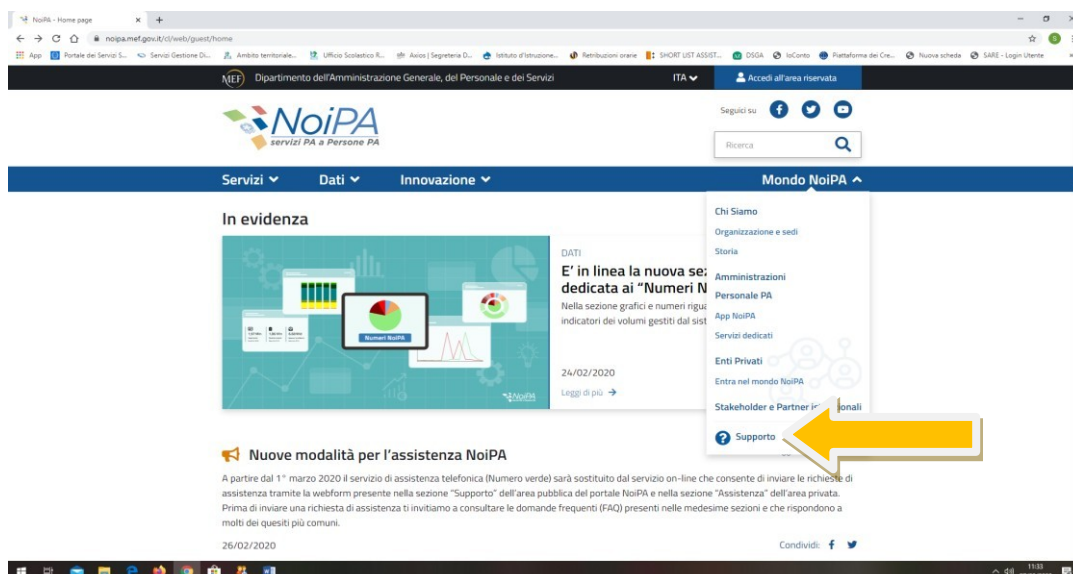 NoiPA - Home page
noipa.mef.gov.it/cl/web/guest/home
App
Portale dei Servizi S...
Servizi Gestione Di...
Ambito territoriale...
Ufficio Scolastico R...
Axios | Segreteria D...
Istituto d'Istruzione...
Retribuzioni orarie
SHORT LIST ASSIST...
DSGA
IoConto
Piattaforma dei Cre...
Nuova scheda
SARE - Login Utente
MEF
Dipartimento dell'Amministrazione Generale, del Personale e dei Servizi
ITA
Accedi all'area riservata
NoiPA
servizi PA a Persone PA
Seguici su
Ricerca
Servizi
Dati
Innovazione
Mondo NoiPA
In evidenza
Numeri NoiPA
NoiPA
DATI
E' in linea la nuova sez
dedicata ai "Numeri N
Nella sezione grafici e numeri rigua
indicatori dei volumi gestiti dal sist
24/02/2020
Leggi di più
Chi Siamo
Organizzazione e sedi
Storia
Amministrazioni
Personale PA
App NoiPA
Servizi dedicati
Enti Privati
Entra nel mondo NoiPA
Stakeholder e Partner is onali
Supporto
Nuove modalità per l'assistenza NoiPA
A partire dal 1° marzo 2020 il servizio di assistenza telefonica (Numero verde) sarà sostituito dal servizio on-line che consente di inviare le richieste di
assistenza tramite la webform presente nella sezione "Supporto" dell'area pubblica del portale NoiPA e nella sezione "Assistenza" dell'area privata.
Prima di inviare una richiesta di assistenza ti invitiamo a consultare le domande frequenti (FAQ) presenti nelle medesime sezioni e che rispondono a
molti dei quesiti più comuni.
26/02/2020
Condividi:
11:33